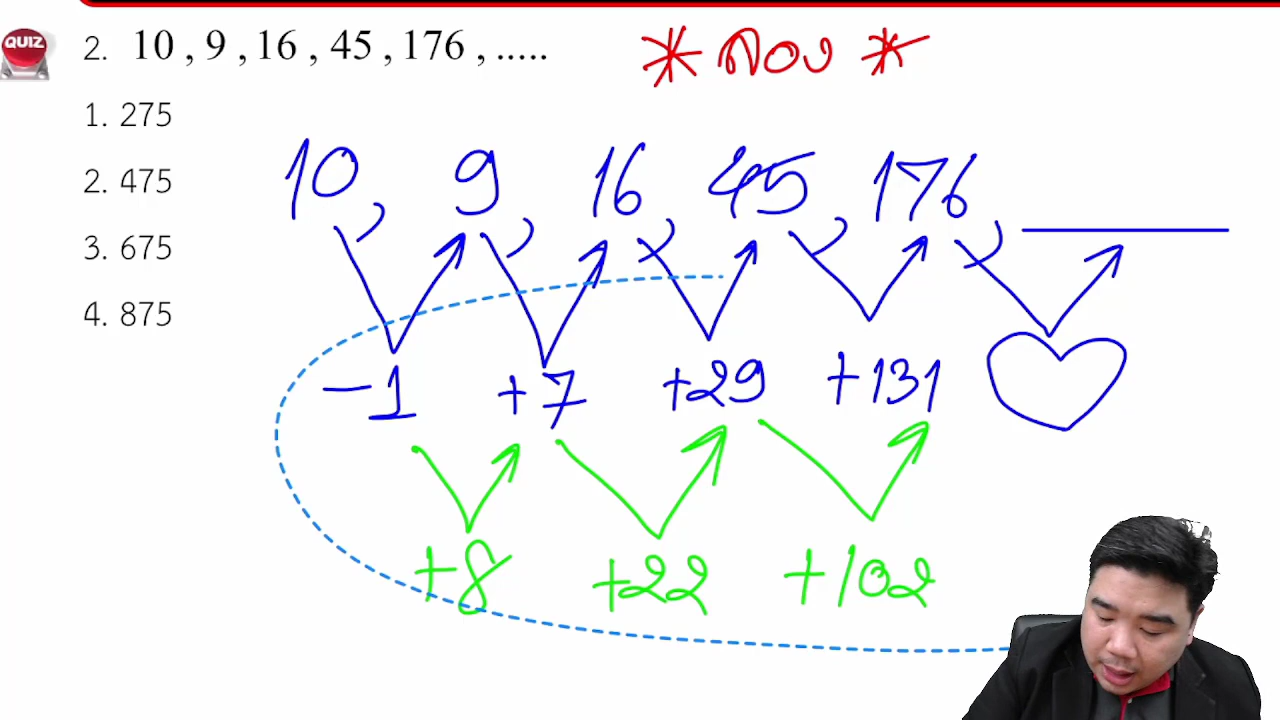 QUIZ 2. 10 , 9 , 16 , 45 , 176 , ..... * ลอง *
1. 275
2. 475
3. 675
4. 875
10, 9, 16, 45, 176,
-1 +7 +29 +131
+8 +22 +102